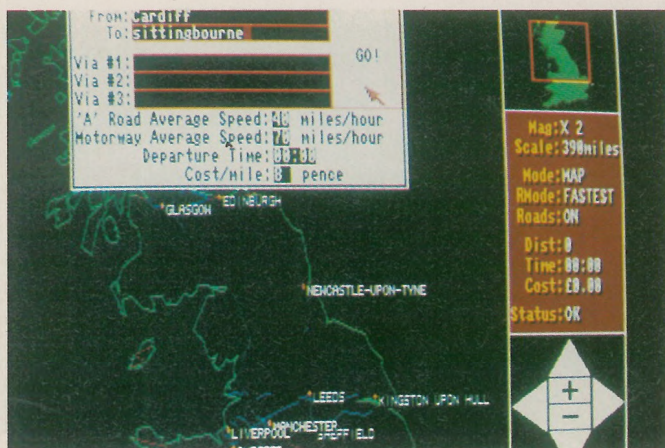 From: Cardiff
To: sittingbourne
Via #1:
Via #2:
Via #3:
GO!
'A' Road Average Speed: 48 miles/hour
Motorway Average Speed: 70 miles/hour
Departure Time: 00:00
Cost/mile: 8 pence
GLASGOW
EDINBURGH
NEWCASTLE-UPON-TYNE
LEEDS
KINGSTON UPON HULL
MANCHESTER
LIVERPOOL
SHEFFIELD
Mag:X 2
Scale:390miles
Mode:MAP
RMode:FASTEST
Roads:ON
Dist:0
Time:00:00
Cost:£0.00
Status:OK
+
−